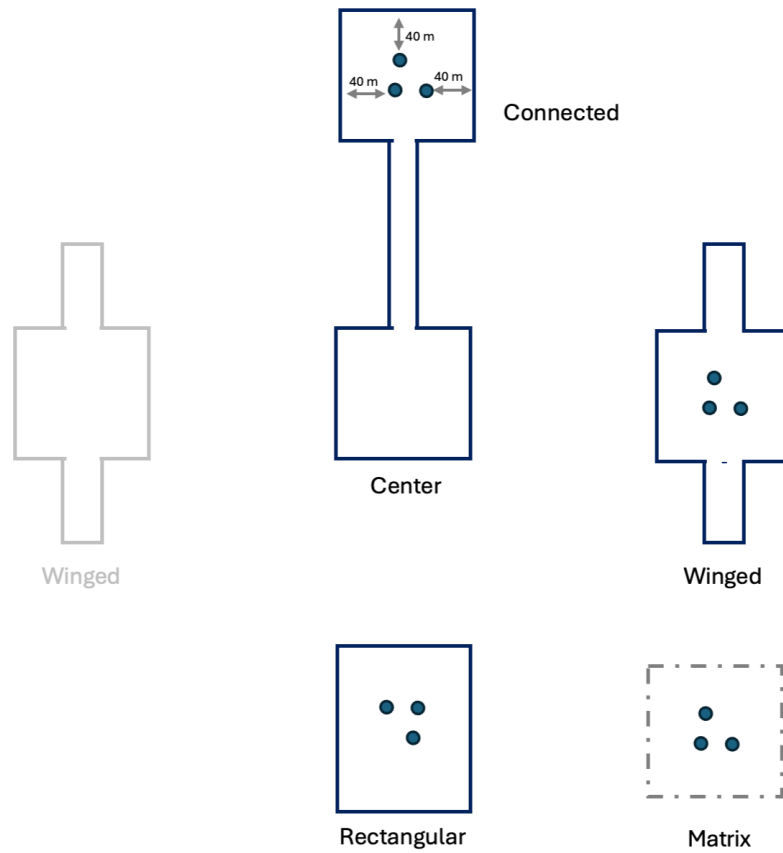 40 m
40 m
40 m
Connected
Center
Winged
Winged
Rectangular
Matrix